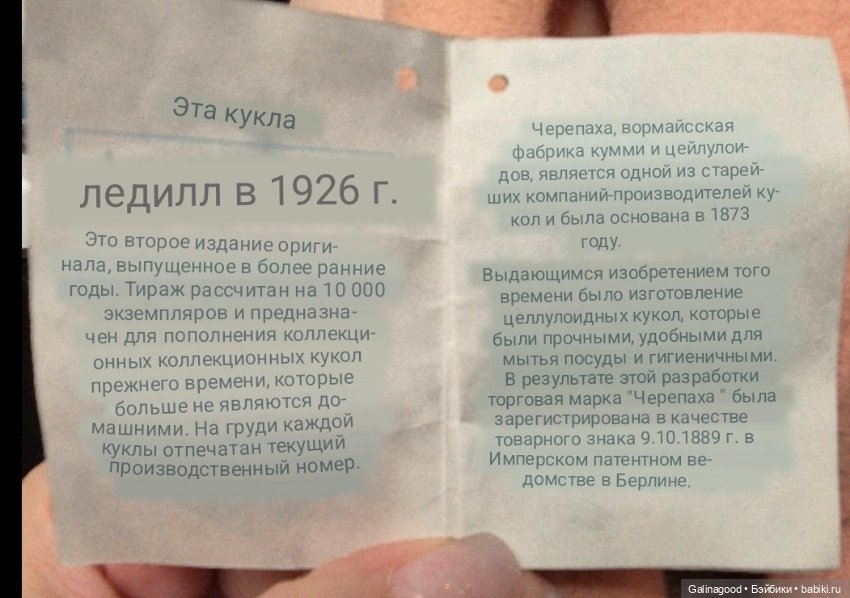 Эта кукла
ледилл в 1926 г.
Это второе издание ориги-
нала, выпущенное в более ранние
годы. Тираж рассчитан на 10 000
экземпляров и предназна-
чен для пополнения коллекци-
онных коллекционных кукол
прежнего времени, которые
больше не являются до-
машними. На груди каждой
куклы отпечатан текущий
производственный номер.
Черепаха, вормайсская
фабрика кумми и цейлулои-
дов, является одной из старей-
ших компаний-производителей ку-
кол и была основана в 1873
году.
Выдающимся изобретением того
времени было изготовление
целлулоидных кукол, которые
были прочными, удобными для
мытья посуды и гигиеничными.
В результате этой разработки
торговая марка "Черепаха " была
зарегистрирована в качестве
товарного знака 9.10.1889 г. в
Имперском патентном ве-
домстве в Берлине.
Galinagood • Бэйбики • babiki.ru